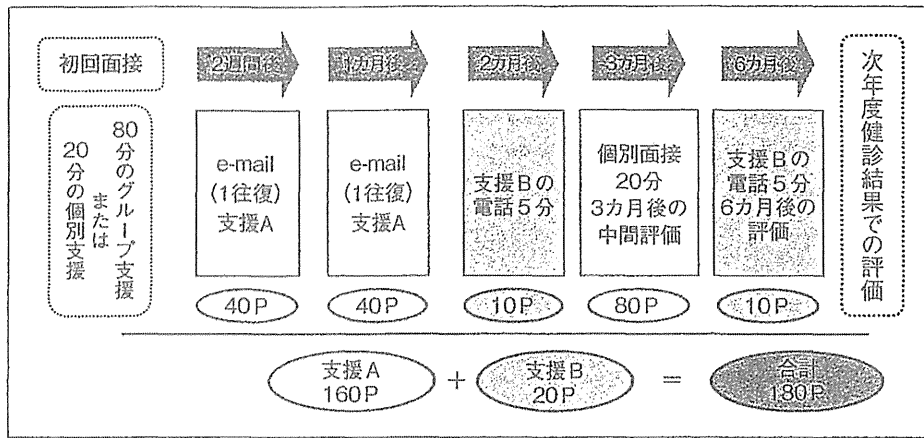 初回面接
2週間後
1カ月後
2カ月後
3カ月後
6カ月後
80分のグループ支援
または
20分の個別支援
e-mail
(1往復)
支援A
e-mail
(1往復)
支援A
支援Bの
電話5分
個別面接
20分
3カ月後の
中間評価
支援Bの
電話5分
6カ月後の
評価
次年度健診結果での評価
40P
40P
10P
80P
10P
支援A
160P
+
支援B
20P
=
合計
180P